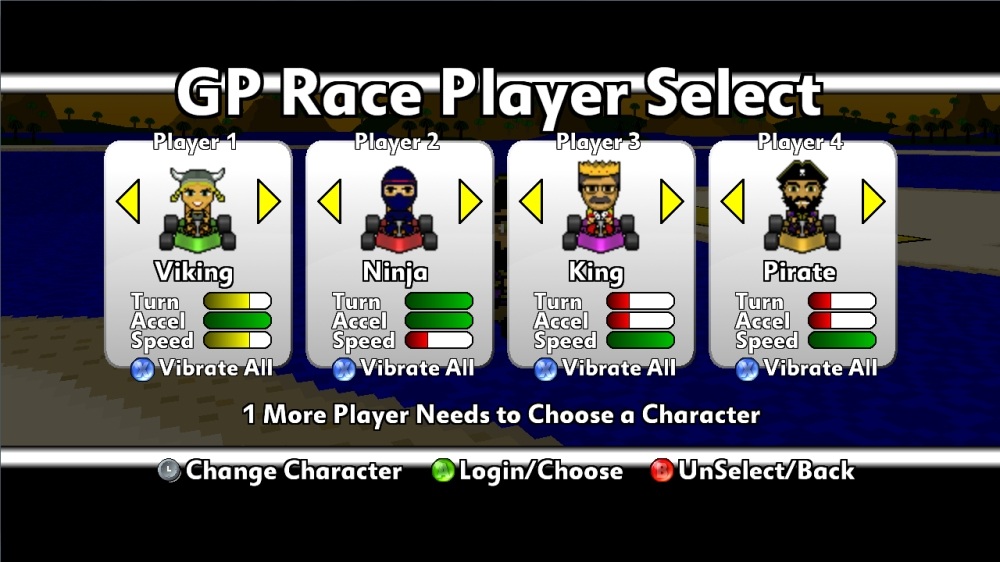 GP Race Player Select
Player 1 Player 2 Player 3 Player 4
Viking Ninja King Pirate
Turn Turn Turn Turn
Accel Accel Accel Accel
Speed Speed Speed Speed
X Vibrate All X Vibrate All X Vibrate All X Vibrate All
1 More Player Needs to Choose a Character
L Change Character A Login/Choose B UnSelect/Back